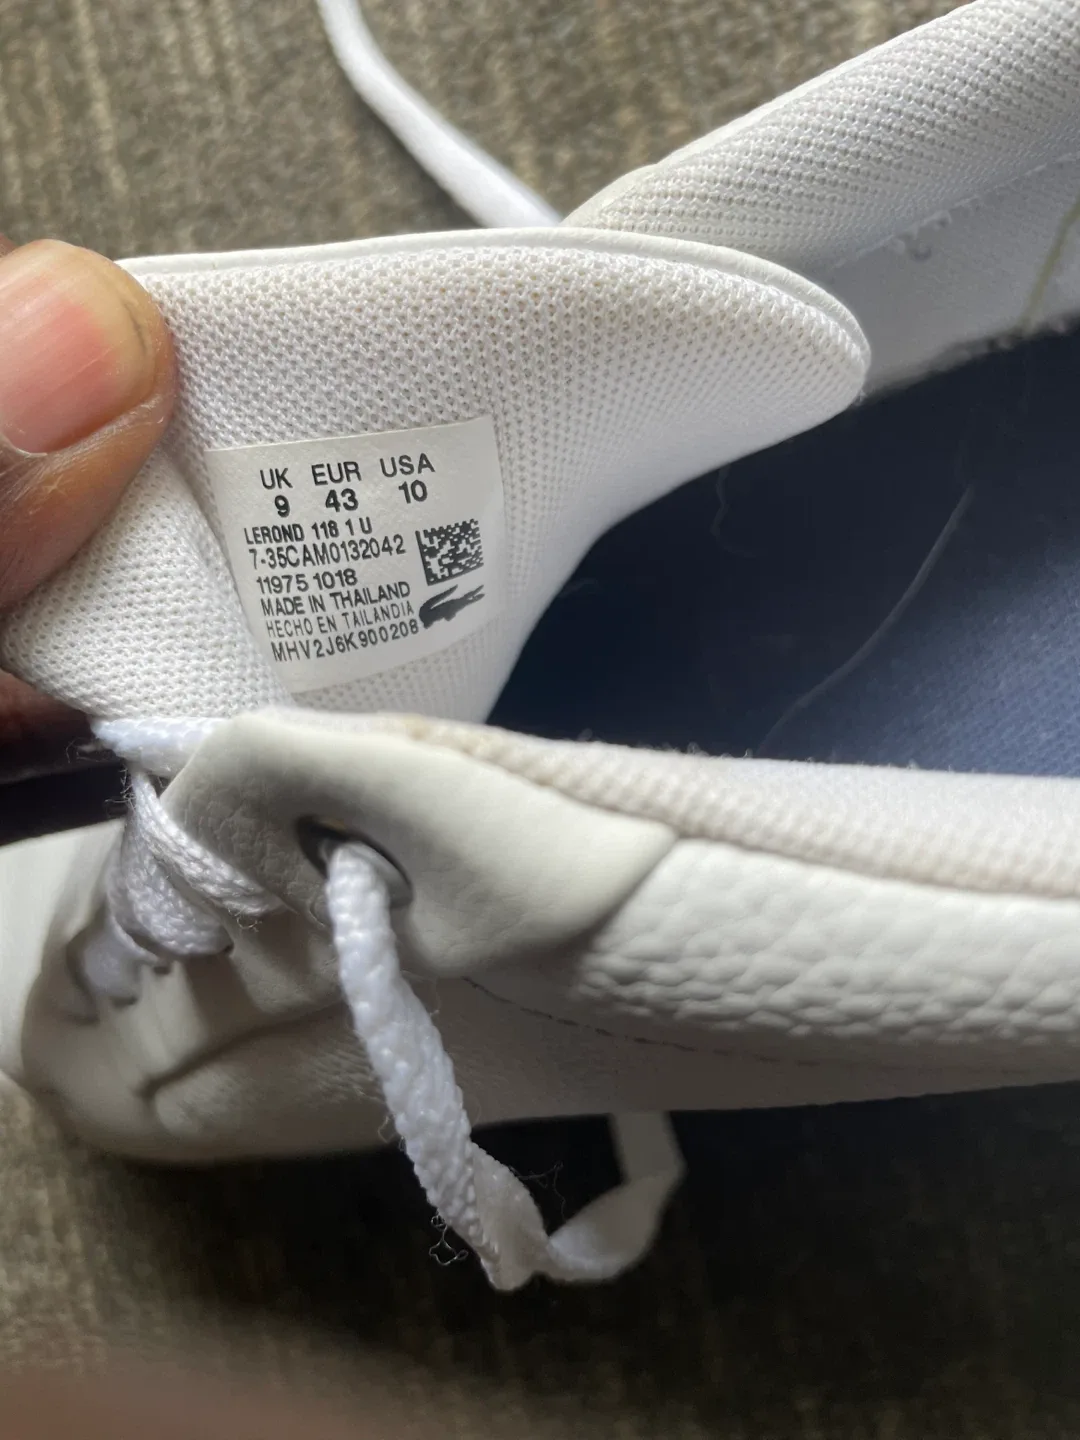 UK EUR USA
9 43 10
LEROND 118 1 U
7-35CAM0132042
11975 1018
MADE IN THAILAND
HECHO EN TAILANDIA
MHV2J6K900208